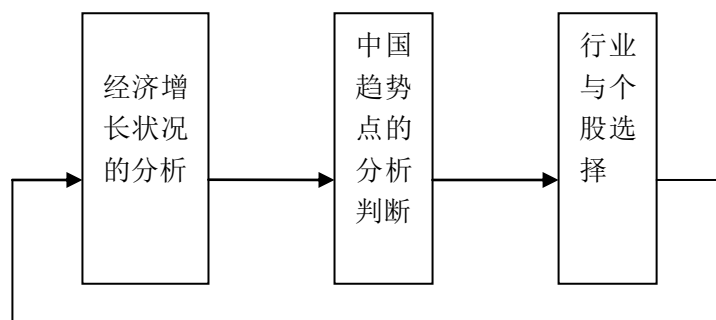 经济增
长状况
的分析
中国
趋势
点的
分析
判断
行业
与个
股选
择